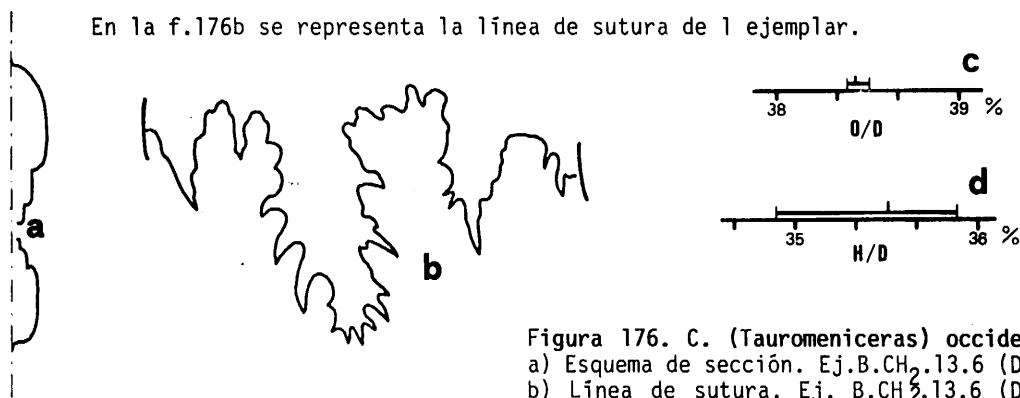 En la f.176b se representa la línea de sutura de 1 ejemplar.
c
38 39 %
O/D
d
35 36 %
H/D
a
b
Figura 176. C. (Tauromeniceras) occide
a) Esquema de sección. Ej.B.CH2.13.6 (D
b) Línea de sutura. Ej. B.CH2.13.6 (D